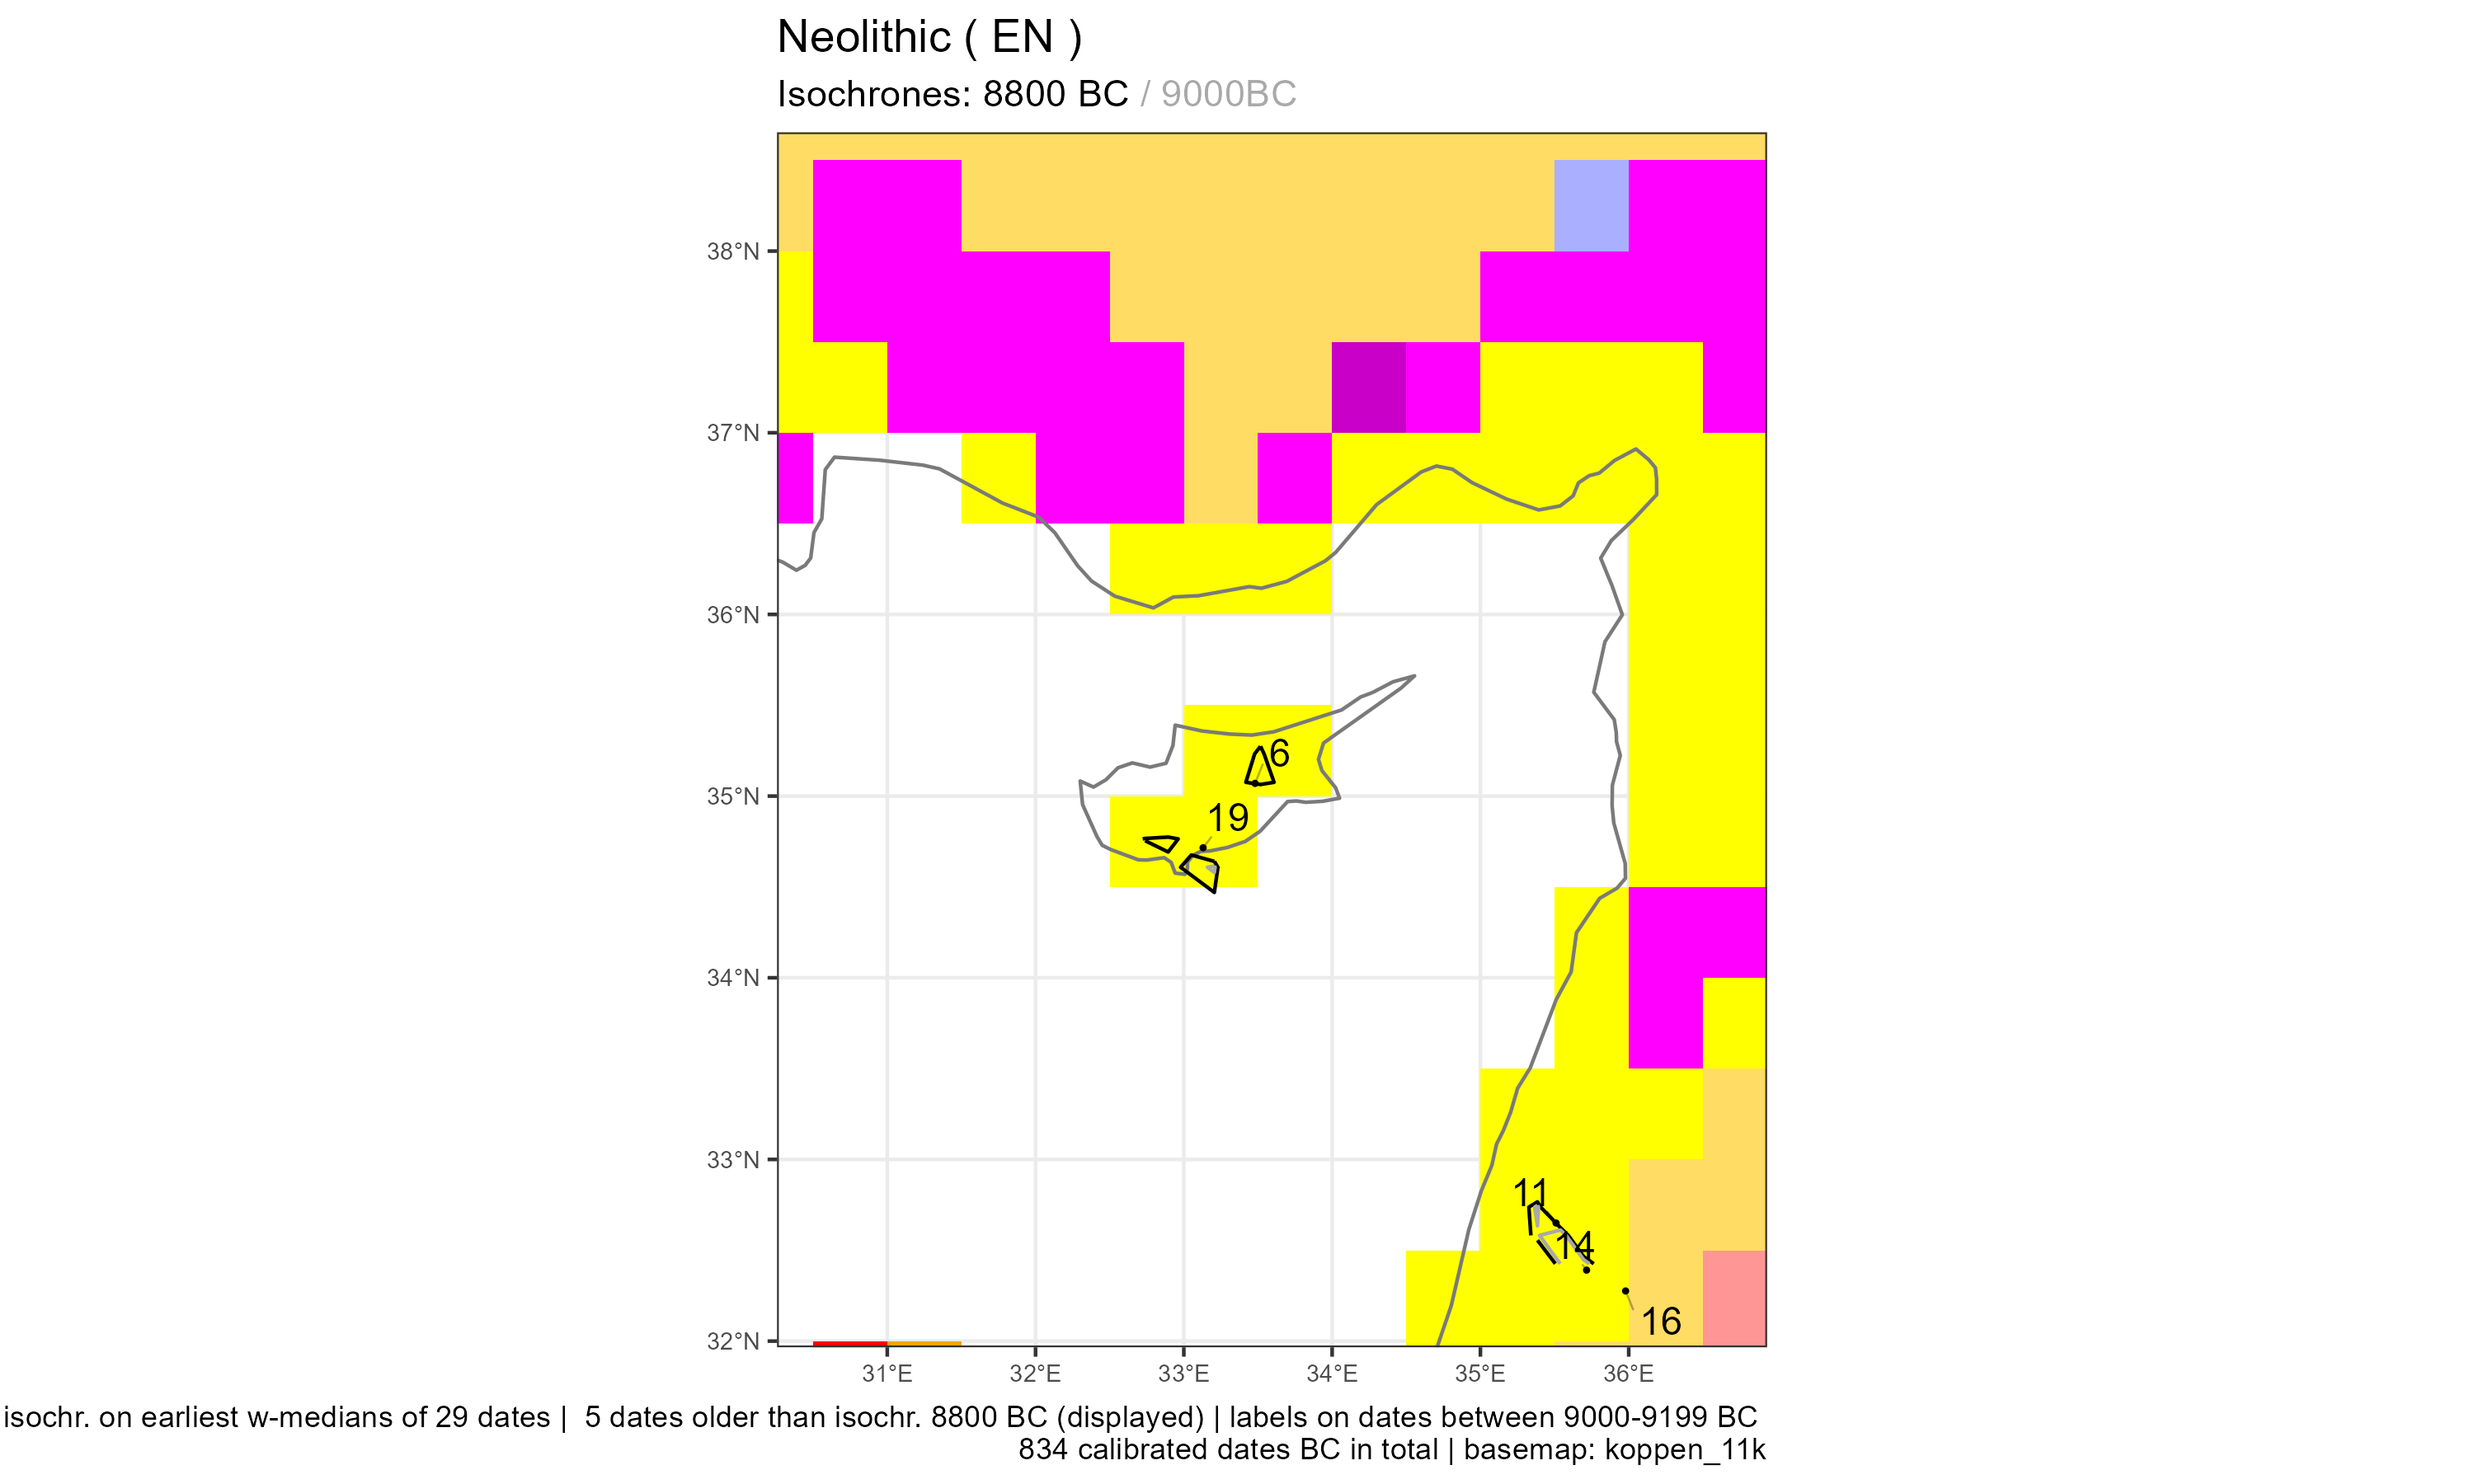 Neolithic ( EN )
Isochrones: 8800 BC / 9000BC
38°N
37°N
36°N
35°N
34°N
33°N
32°N
6
19
11
14
16
31°E 32°E 33°E 34°E 35°E 36°E
isochr. on earliest w-medians of 29 dates | 5 dates older than isochr. 8800 BC (displayed) | labels on dates between 9000-9199 BC
834 calibrated dates BC in total | basemap: koppen_11k